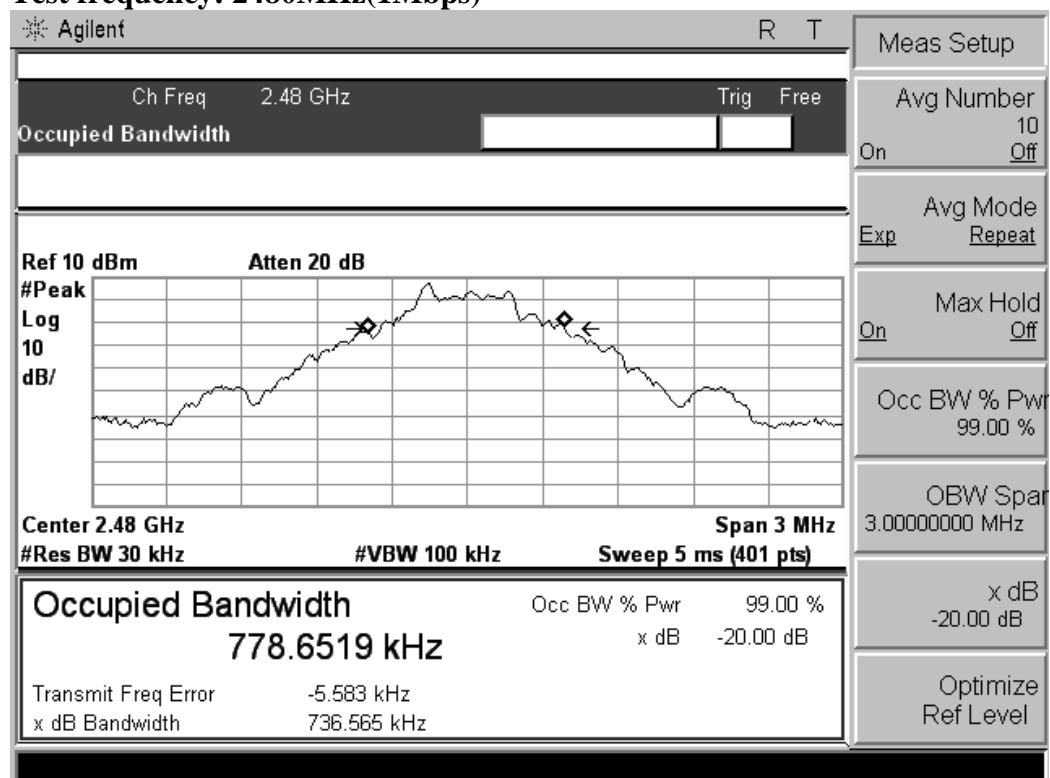 Test frequency: 2480MHz(1Mbps)
Agilent R T
Meas Setup
Ch Freq 2.48 GHz Trig Free
Occupied Bandwidth
Avg Number
10
On Off
Avg Mode
Exp Repeat
Max Hold
On Off
Occ BW % Pwr
99.00 %
OBW Span
3.00000000 MHz
x dB
-20.00 dB
Optimize
Ref Level
Ref 10 dBm Atten 20 dB
#Peak
Log
10
dB/
Center 2.48 GHz Span 3 MHz
#Res BW 30 kHz #VBW 100 kHz Sweep 5 ms (401 pts)
Occupied Bandwidth
778.6519 kHz
Occ BW % Pwr 99.00 %
x dB -20.00 dB
Transmit Freq Error -5.583 kHz
x dB Bandwidth 736.565 kHz